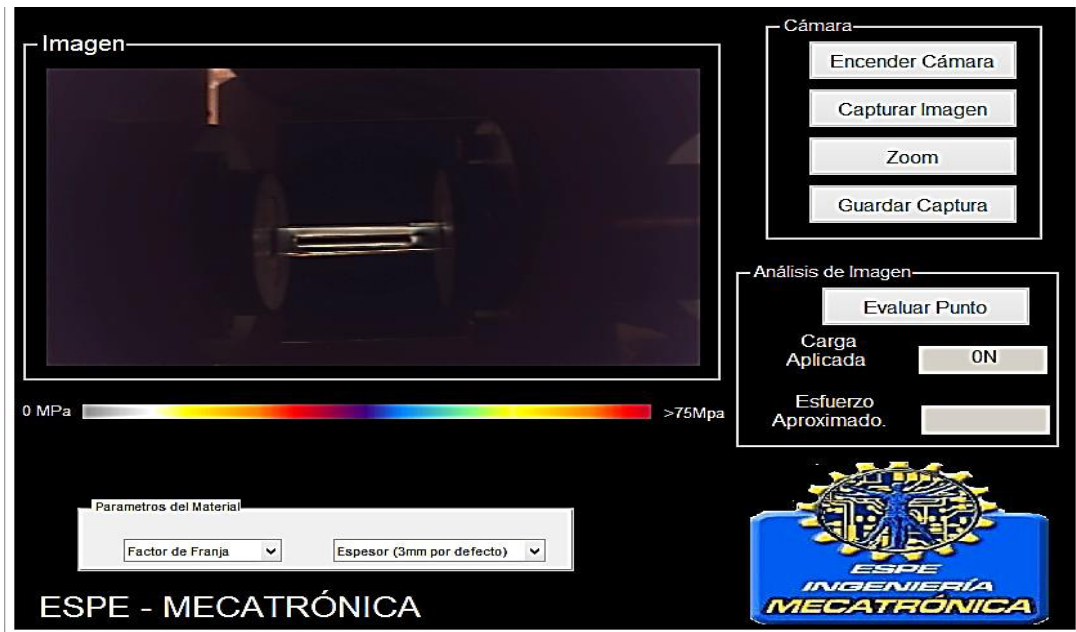 Imagen
Cámara
Encender Cámara
Capturar Imagen
Zoom
Guardar Captura
Análisis de Imagen
Evaluar Punto
Carga
Aplicada
0N
Esfuerzo
Aproximado.
0 MPa
>75Mpa
Parametros del Material
Factor de Franja
Espesor (3mm por defecto)
ESPE - MECATRÓNICA
ESPE
INGENIERÍA
MECATRÓNICA